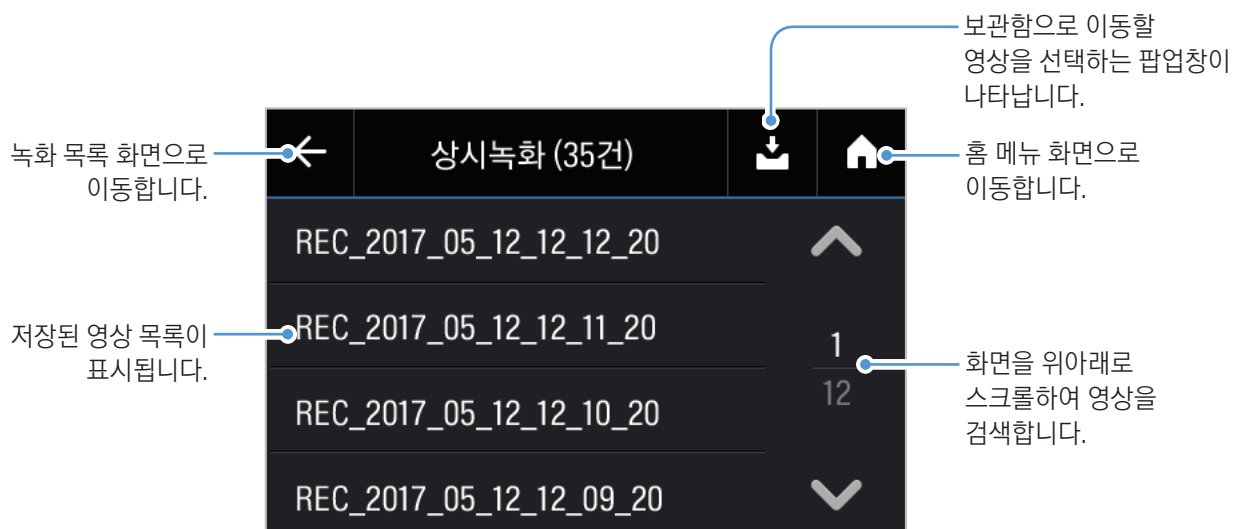 보관함으로 이동할
영상을 선택하는 팝업창이
나타납니다.
녹화 목록 화면으로
이동합니다.
상시녹화 (35건)
홈 메뉴 화면으로
이동합니다.
REC_2017_05_12_12_12_20
저장된 영상 목록이
표시됩니다.
REC_2017_05_12_12_11_20
1
12
화면을 위아래로
스크롤하여 영상을
검색합니다.
REC_2017_05_12_12_10_20
REC_2017_05_12_12_09_20